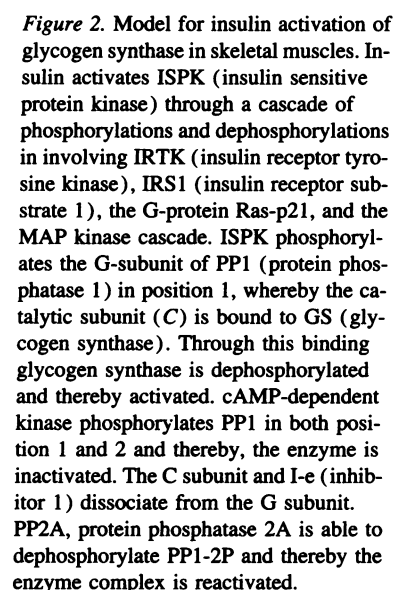 Figure 2. Model for insulin activation of
glycogen synthase in skeletal muscles. In-
sulin activates ISPK (insulin sensitive
protein kinase) through a cascade of
phosphorylations and dephosphorylations
in involving IRTK (insulin receptor tyro-
sine kinase), IRS1 (insulin receptor sub-
strate 1), the G-protein Ras-p21, and the
MAP kinase cascade. ISPK phosphoryl-
ates the G-subunit of PP1 (protein phos-
phatase 1) in position 1, whereby the ca-
talytic subunit (C) is bound to GS (gly-
cogen synthase). Through this binding
glycogen synthase is dephosphorylated
and thereby activated. cAMP-dependent
kinase phosphorylates PP1 in both posi-
tion 1 and 2 and thereby, the enzyme is
inactivated. The C subunit and I-e (inhib-
itor 1) dissociate from the G subunit.
PP2A, protein phosphatase 2A is able to
dephosphorylate PP1-2P and thereby the
enzyme complex is reactivated.